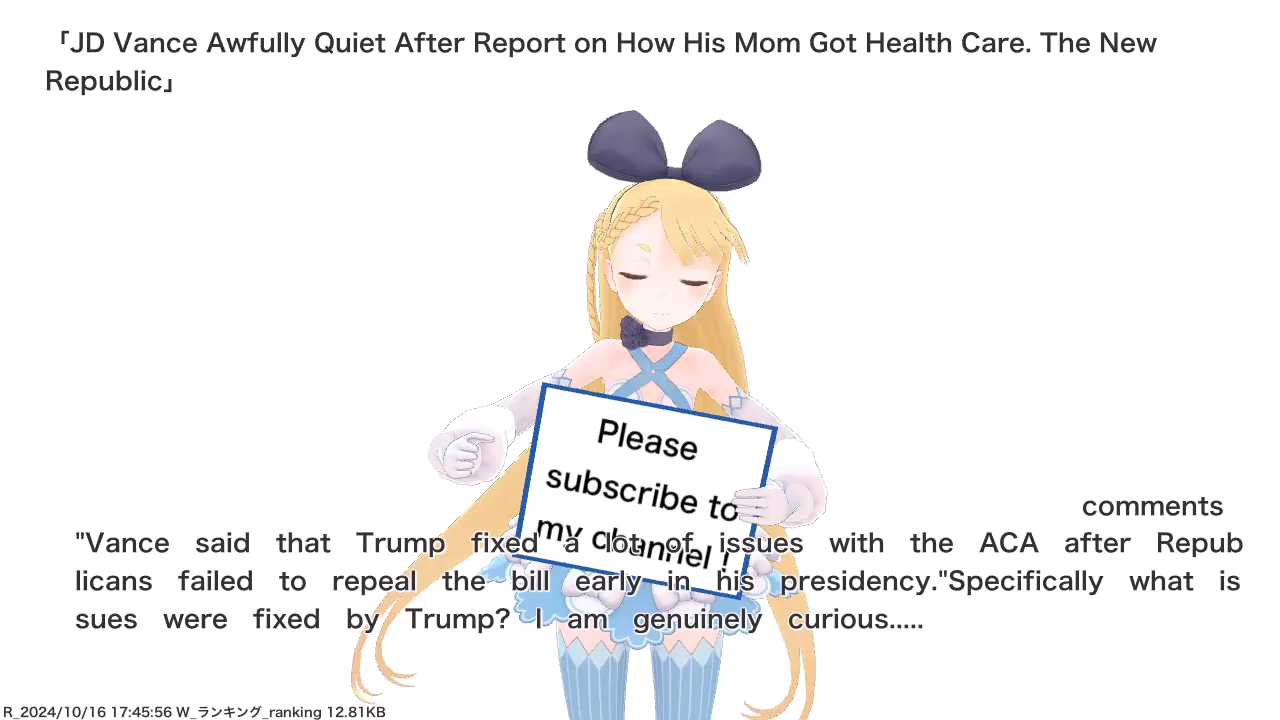 「JD Vance Awfully Quiet After Report on How His Mom Got Health Care. The New
Republic」
Please
subscribe to
my channel !
comments
"Vance said that Trump fixed a lot of issues with the ACA after Repub
licans failed to repeal the bill early in his presidency."Specifically what is
sues were fixed by Trump? I am genuinely curious.....
R_2024/10/16 17:45:56 W_ランキング_ranking 12.81KB